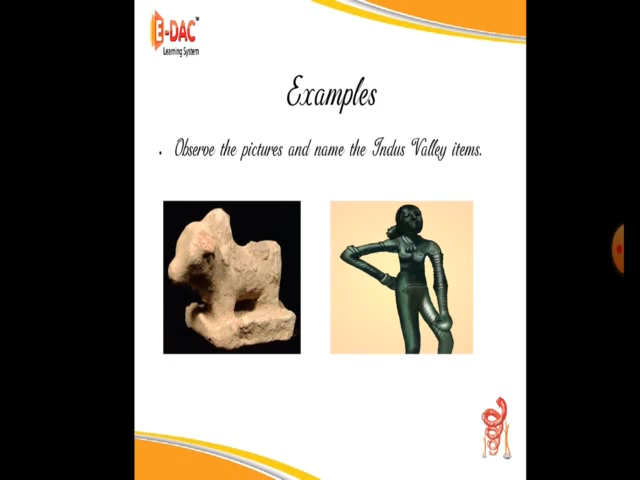 E-DAC
Learning System
Examples
• Observe the pictures and name the Indus Valley items.